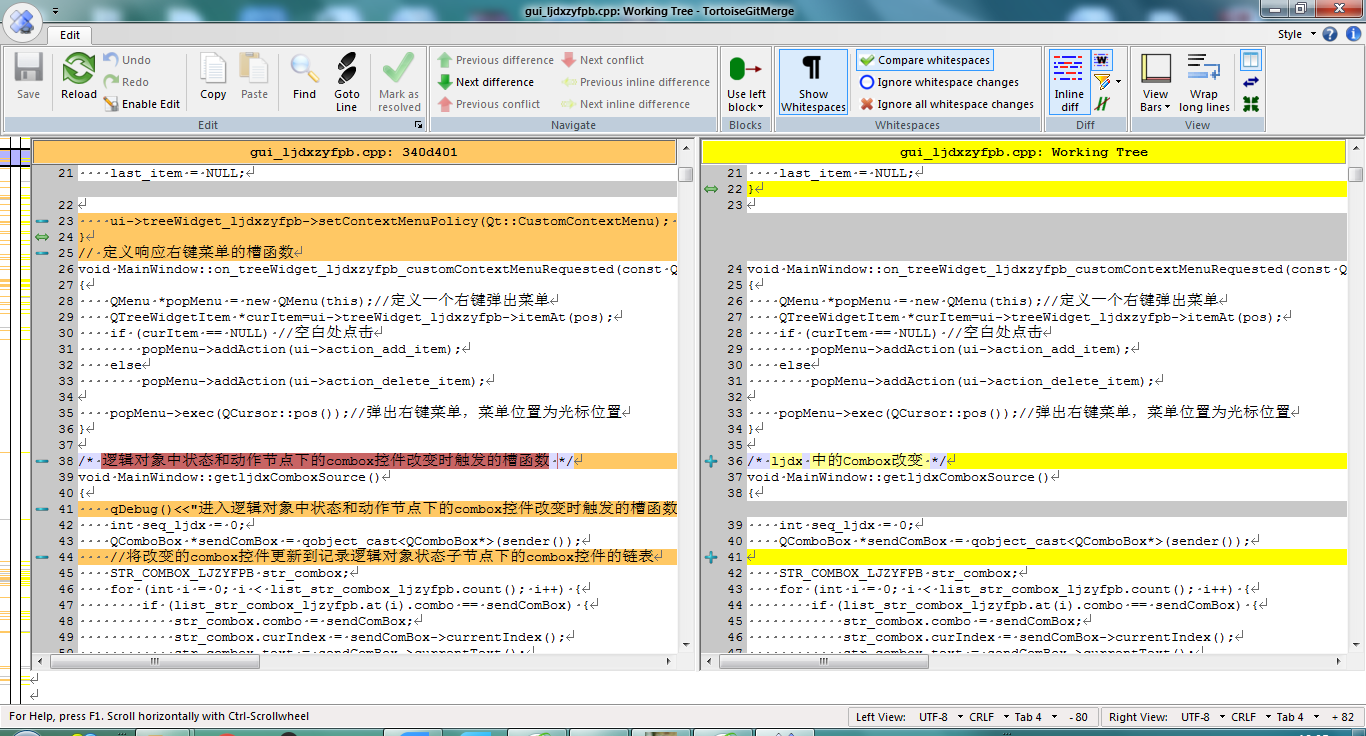 gui_ljdxzyfpb.cpp: Working Tree - TortoiseGitMerge
Edit
Style
Save
Reload
Undo
Redo
Enable Edit
Copy
Paste
Find
Goto Line
Mark as resolved
Edit
Previous difference
Next difference
Previous conflict
Next conflict
Previous inline difference
Next inline difference
Navigate
Use left block
Blocks
Show Whitespaces
Compare whitespaces
Ignore whitespace changes
Ignore all whitespace changes
Whitespaces
Inline diff
Diff
View Bars
Wrap long lines
View
gui_ljdxzyfpb.cpp: 340d401
21 last_item = NULL;
22
23 ui->treeWidget_ljdxzyfpb->setContextMenuPolicy(Qt::CustomContextMenu);
24 }
25 // 定义响应右键菜单的槽函数
26 void MainWindow::on_treeWidget_ljdxzyfpb_customContextMenuRequested(const Q
27 {
28 QMenu *popMenu = new QMenu(this);//定义一个右键弹出菜单
29 QTreeWidgetItem *curItem=ui->treeWidget_ljdxzyfpb->itemAt(pos);
30 if (curItem == NULL) //空白处点击
31 popMenu->addAction(ui->action_add_item);
32 else
33 popMenu->addAction(ui->action_delete_item);
34
35 popMenu->exec(QCursor::pos());//弹出右键菜单，菜单位置为光标位置
36 }
37
38 /* 逻辑对象中状态和动作节点下的combox控件改变时触发的槽函数 */
39 void MainWindow::getljdxComboxSource()
40 {
41 qDebug()<<"进入逻辑对象中状态和动作节点下的combox控件改变时触发的槽函数
42 int seq_ljdx = 0;
43 QComboBox *sendComBox = qobject_cast<QComboBox*>(sender());
44 //将改变的combox控件更新到记录逻辑对象状态子节点下的combox控件的链表
45 STR_COMBOX_LJZYFPB str_combox;
46 for (int i = 0; i < list_str_combox_ljzyfpb.count(); i++) {
47 if (list_str_combox_ljzyfpb.at(i).combo == sendComBox) {
48 str_combox.combo = sendComBox;
49 str_combox.curIndex = sendComBox->currentIndex();
50 str_combox.text = sendComBox->currentText();
gui_ljdxzyfpb.cpp: Working Tree
21 last_item = NULL;
22 }
23
24 void MainWindow::on_treeWidget_ljdxzyfpb_customContextMenuRequested(const Q
25 {
26 QMenu *popMenu = new QMenu(this);//定义一个右键弹出菜单
27 QTreeWidgetItem *curItem=ui->treeWidget_ljdxzyfpb->itemAt(pos);
28 if (curItem == NULL) //空白处点击
29 popMenu->addAction(ui->action_add_item);
30 else
31 popMenu->addAction(ui->action_delete_item);
32
33 popMenu->exec(QCursor::pos());//弹出右键菜单，菜单位置为光标位置
34 }
35
36 /* ljdx 中的Combox改变 */
37 void MainWindow::getljdxComboxSource()
38 {
39 int seq_ljdx = 0;
40 QComboBox *sendComBox = qobject_cast<QComboBox*>(sender());
41
42 STR_COMBOX_LJZYFPB str_combox;
43 for (int i = 0; i < list_str_combox_ljzyfpb.count(); i++) {
44 if (list_str_combox_ljzyfpb.at(i).combo == sendComBox) {
45 str_combox.combo = sendComBox;
46 str_combox.curIndex = sendComBox->currentIndex();
47 str_combox.text = sendComBox->currentText();
For Help, press F1. Scroll horizontally with Ctrl-Scrollwheel
Left View: UTF-8 CRLF Tab 4 - 80
Right View: UTF-8 CRLF Tab 4 + 82